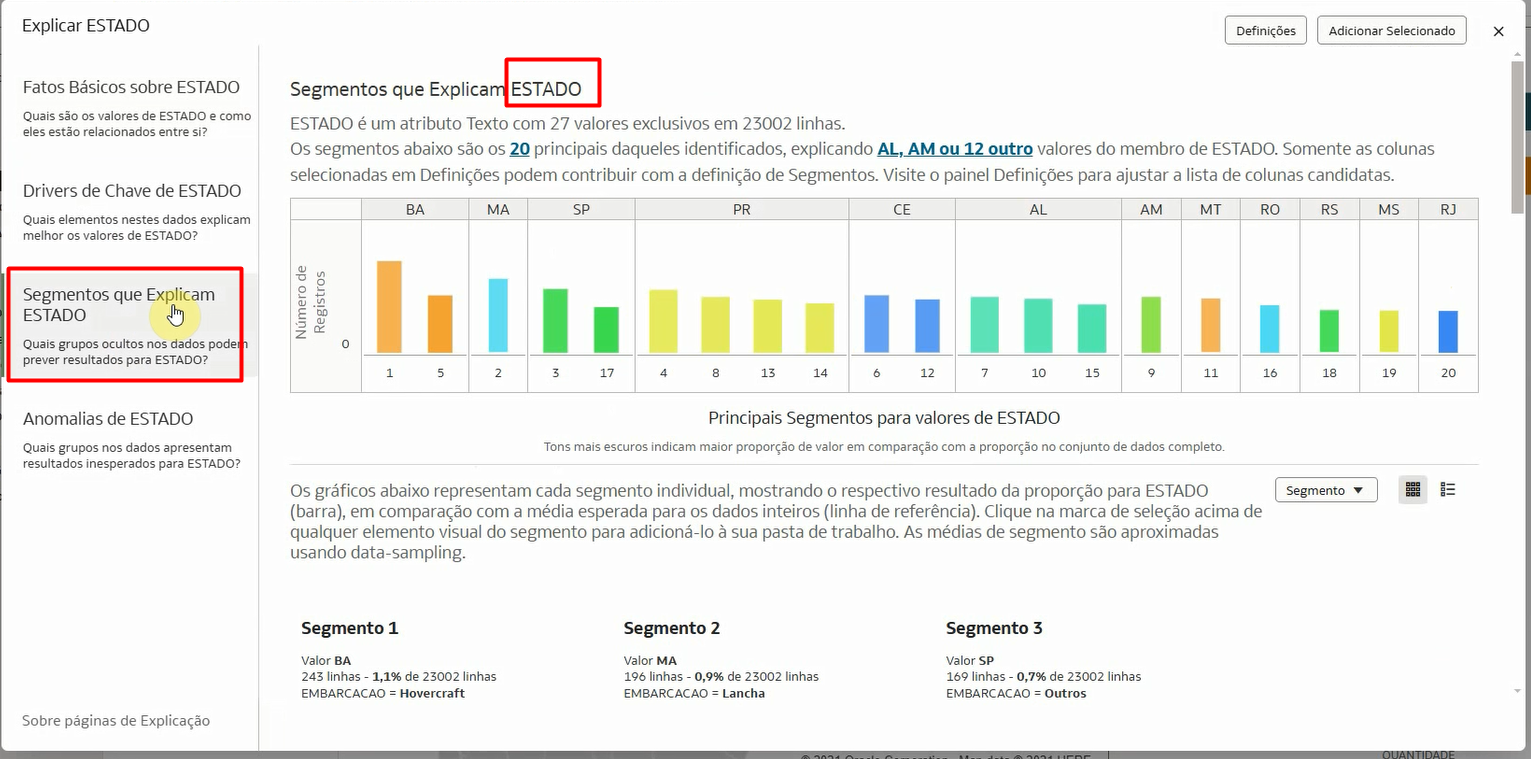 Explicar ESTADO
Definições
Adicionar Selecionado
Fatos Básicos sobre ESTADO
Quais são os valores de ESTADO e como
eles estão relacionados entre si?
Drivers de Chave de ESTADO
Quais elementos nestes dados explicam
melhor os valores de ESTADO?
Segmentos que Explicam
ESTADO
Quais grupos ocultos nos dados podem
prever resultados para ESTADO?
Anomalias de ESTADO
Quais grupos nos dados apresentam
resultados inesperados para ESTADO?
Sobre páginas de Explicação
Segmentos que Explicam ESTADO
ESTADO é um atributo Texto com 27 valores exclusivos em 23002 linhas.
Os segmentos abaixo são os 20 principais daqueles identificados, explicando AL, AM ou 12 outro valores do membro de ESTADO. Somente as colunas
selecionadas em Definições podem contribuir com a definição de Segmentos. Visite o painel Definições para ajustar a lista de colunas candidatas.
BA MA SP PR CE AL AM MT RO RS MS RJ
Número de
Registros
0
1 5 2 3 17 4 8 13 14 6 12 7 10 15 9 11 16 18 19 20
Principais Segmentos para valores de ESTADO
Tons mais escuros indicam maior proporção de valor em comparação com a proporção no conjunto de dados completo.
Os gráficos abaixo representam cada segmento individual, mostrando o respectivo resultado da proporção para ESTADO
(barra), em comparação com a média esperada para os dados inteiros (linha de referência). Clique na marca de seleção acima de
qualquer elemento visual do segmento para adicioná-lo à sua pasta de trabalho. As médias de segmento são aproximadas
usando data-sampling.
Segmento
Segmento 1
Valor BA
243 linhas - 1,1% de 23002 linhas
EMBARCACAO = Hovercraft
Segmento 2
Valor MA
196 linhas - 0,9% de 23002 linhas
EMBARCACAO = Lancha
Segmento 3
Valor SP
169 linhas - 0,7% de 23002 linhas
EMBARCACAO = Outros
QUANTIDADE